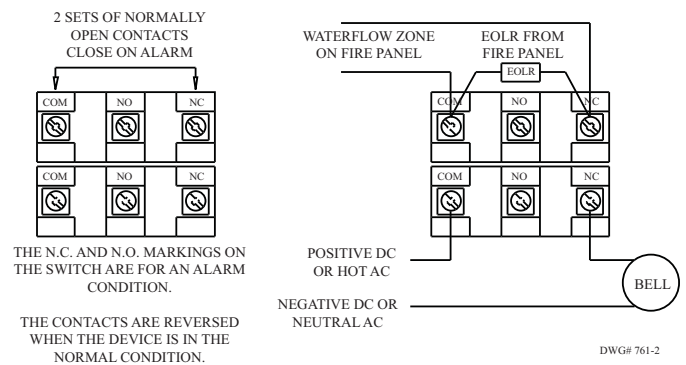 2 SETS OF NORMALLY
OPEN CONTACTS
CLOSE ON ALARM
COM NO NC
COM NO NC
THE N.C. AND N.O. MARKINGS ON
THE SWITCH ARE FOR AN ALARM
CONDITION.
THE CONTACTS ARE REVERSED
WHEN THE DEVICE IS IN THE
NORMAL CONDITION.
WATERFLOW ZONE
ON FIRE PANEL
EOLR FROM
FIRE PANEL
EOLR
COM NO NC
COM NO NC
POSITIVE DC
OR HOT AC
NEGATIVE DC OR
NEUTRAL AC
BELL
DWG# 761-2